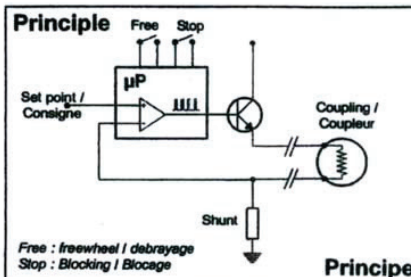 Principle
Free Stop
µP
Set point /
Consigne
Coupling /
Coupleur
Shunt
Free : freewheel / debrayage
Stop : Blocking / Blocage
Principe